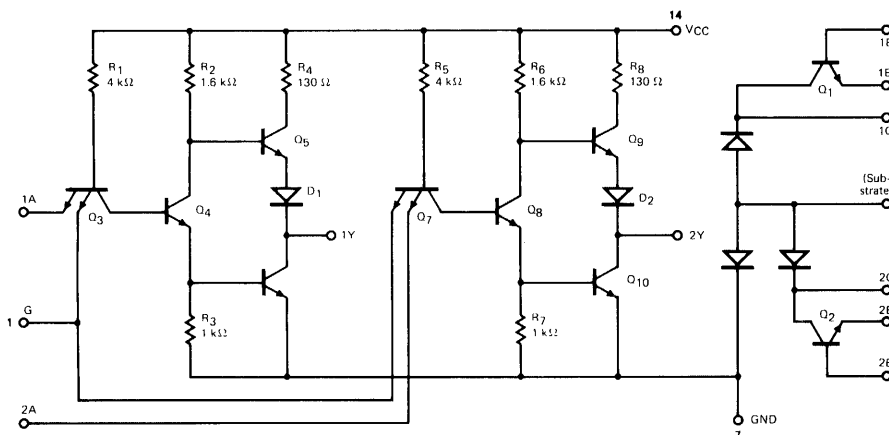 14
VCC
R1
4 kΩ
R2
1.6 kΩ
R4
130 Ω
R5
4 kΩ
R6
1.6 kΩ
R8
130 Ω
Q1
Q5
Q9
D1
D2
(Sub-
strate
1A
Q3
Q4
Q7
Q8
1Y
2Y
Q10
1
G
R3
1 kΩ
R7
1 kΩ
Q2
2A
GND